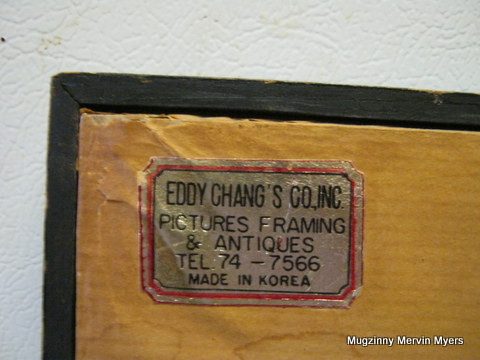 EDDY CHANG'S CO,.INC.
PICTURES FRAMING
& ANTIQUES
TEL: 74 - 7566
MADE IN KOREA
Mugzinny Mervin Myers